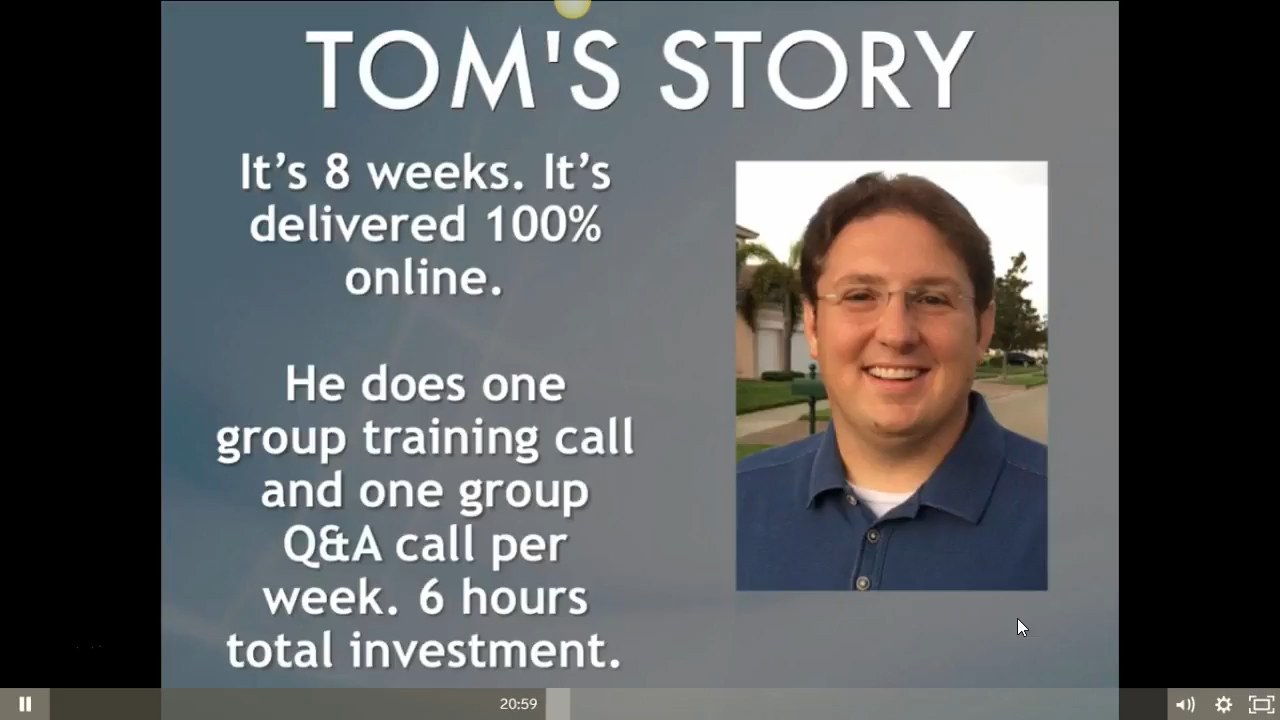 TOM'S STORY
It’s 8 weeks. It’s
delivered 100%
online.
He does one
group training call
and one group
Q&A call per
week. 6 hours
total investment.
20:59